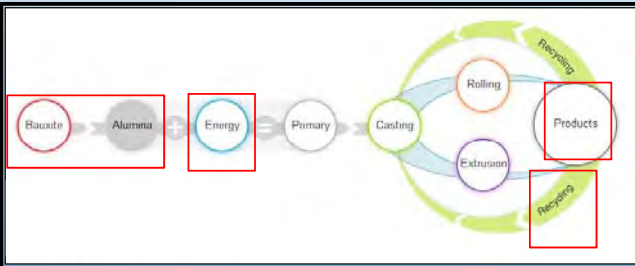 Bauxite
Alumina
Energy
Primary
Casting
Rolling
Extrusion
Products
Recycling
Recycling